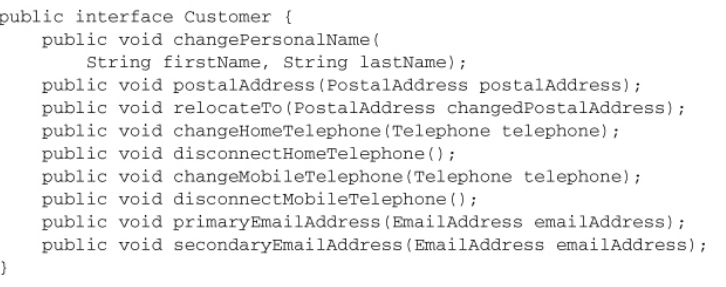 public interface Customer {
    public void changePersonalName(
        String firstName, String lastName);
    public void postalAddress(PostalAddress postalAddress);
    public void relocateTo(PostalAddress changedPostalAddress);
    public void changeHomeTelephone(Telephone telephone);
    public void disconnectHomeTelephone();
    public void changeMobileTelephone(Telephone telephone);
    public void disconnectMobileTelephone();
    public void primaryEmailAddress(EmailAddress emailAddress);
    public void secondaryEmailAddress(EmailAddress emailAddress);
}